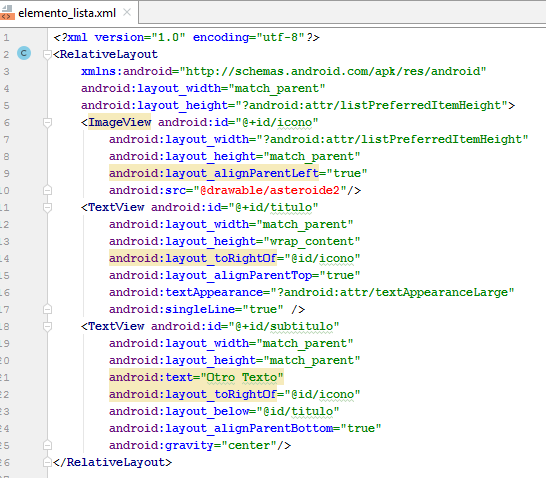 elemento_lista.xml
1 <?xml version="1.0" encoding="utf-8"?>
2 C <RelativeLayout
3 xmlns:android="http://schemas.android.com/apk/res/android"
4 android:layout_width="match_parent"
5 android:layout_height="?android:attr/listPreferredItemHeight">
6 <ImageView android:id="@+id/icono"
7 android:layout_width="?android:attr/listPreferredItemHeight"
8 android:layout_height="match_parent"
9 android:layout_alignParentLeft="true"
10 android:src="@drawable/asteroide2"/>
11 <TextView android:id="@+id/titulo"
12 android:layout_width="match_parent"
13 android:layout_height="wrap_content"
14 android:layout_toRightOf="@id/icono"
15 android:layout_alignParentTop="true"
16 android:textAppearance="?android:attr/textAppearanceLarge"
17 android:singleLine="true" />
18 <TextView android:id="@+id/subtitulo"
19 android:layout_width="match_parent"
20 android:layout_height="match_parent"
21 android:text="Otro Texto"
22 android:layout_toRightOf="@id/icono"
23 android:layout_below="@id/titulo"
24 android:layout_alignParentBottom="true"
25 android:gravity="center"/>
26 </RelativeLayout>